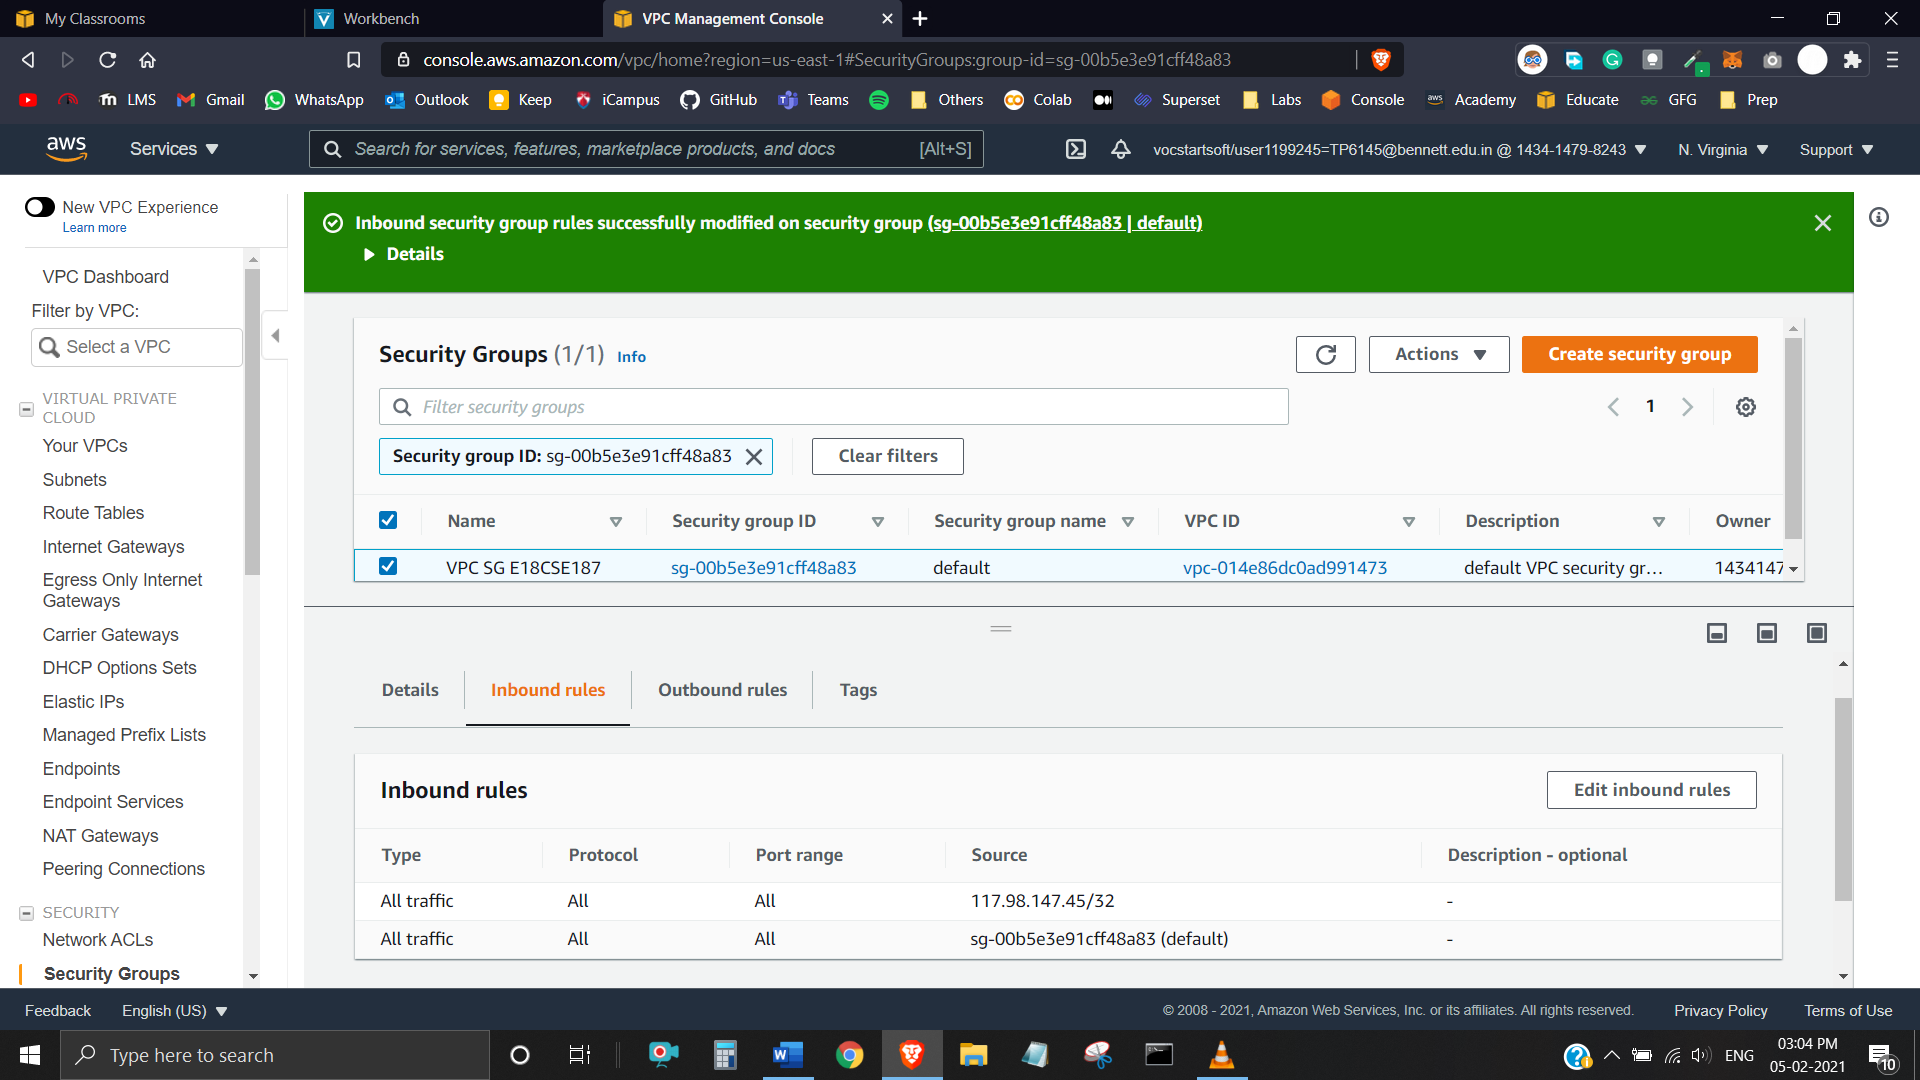 My Classrooms
Workbench
VPC Management Console
console.aws.amazon.com/vpc/home?region=us-east-1#SecurityGroups:group-id=sg-00b5e3e91cff48a83
LMS Gmail WhatsApp Outlook Keep iCampus GitHub Teams Others Colab Superset Labs Console Academy Educate GFG Prep
aws Services Search for services, features, marketplace products, and docs [Alt+S] vocstartsoft/user1199245=TP6145@bennett.edu.in @ 1434-1479-8243 N. Virginia Support
New VPC Experience
Learn more
VPC Dashboard
Filter by VPC:
Select a VPC
VIRTUAL PRIVATE
CLOUD
Your VPCs
Subnets
Route Tables
Internet Gateways
Egress Only Internet
Gateways
Carrier Gateways
DHCP Options Sets
Elastic IPs
Managed Prefix Lists
Endpoints
Endpoint Services
NAT Gateways
Peering Connections
SECURITY
Network ACLs
Security Groups
Inbound security group rules successfully modified on security group (sg-00b5e3e91cff48a83 | default)
Details
Security Groups (1/1) Info
Actions
Create security group
Filter security groups
1
Security group ID: sg-00b5e3e91cff48a83
Clear filters
Name Security group ID Security group name VPC ID Description Owner
VPC SG E18CSE187 sg-00b5e3e91cff48a83 default vpc-014e86dc0ad991473 default VPC security gr... 1434147
Details Inbound rules Outbound rules Tags
Inbound rules
Edit inbound rules
Type Protocol Port range Source Description - optional
All traffic All All 117.98.147.45/32 -
All traffic All All sg-00b5e3e91cff48a83 (default) -
Feedback English (US) © 2008 - 2021, Amazon Web Services, Inc. or its affiliates. All rights reserved. Privacy Policy Terms of Use
Type here to search
ENG
03:04 PM
05-02-2021
10